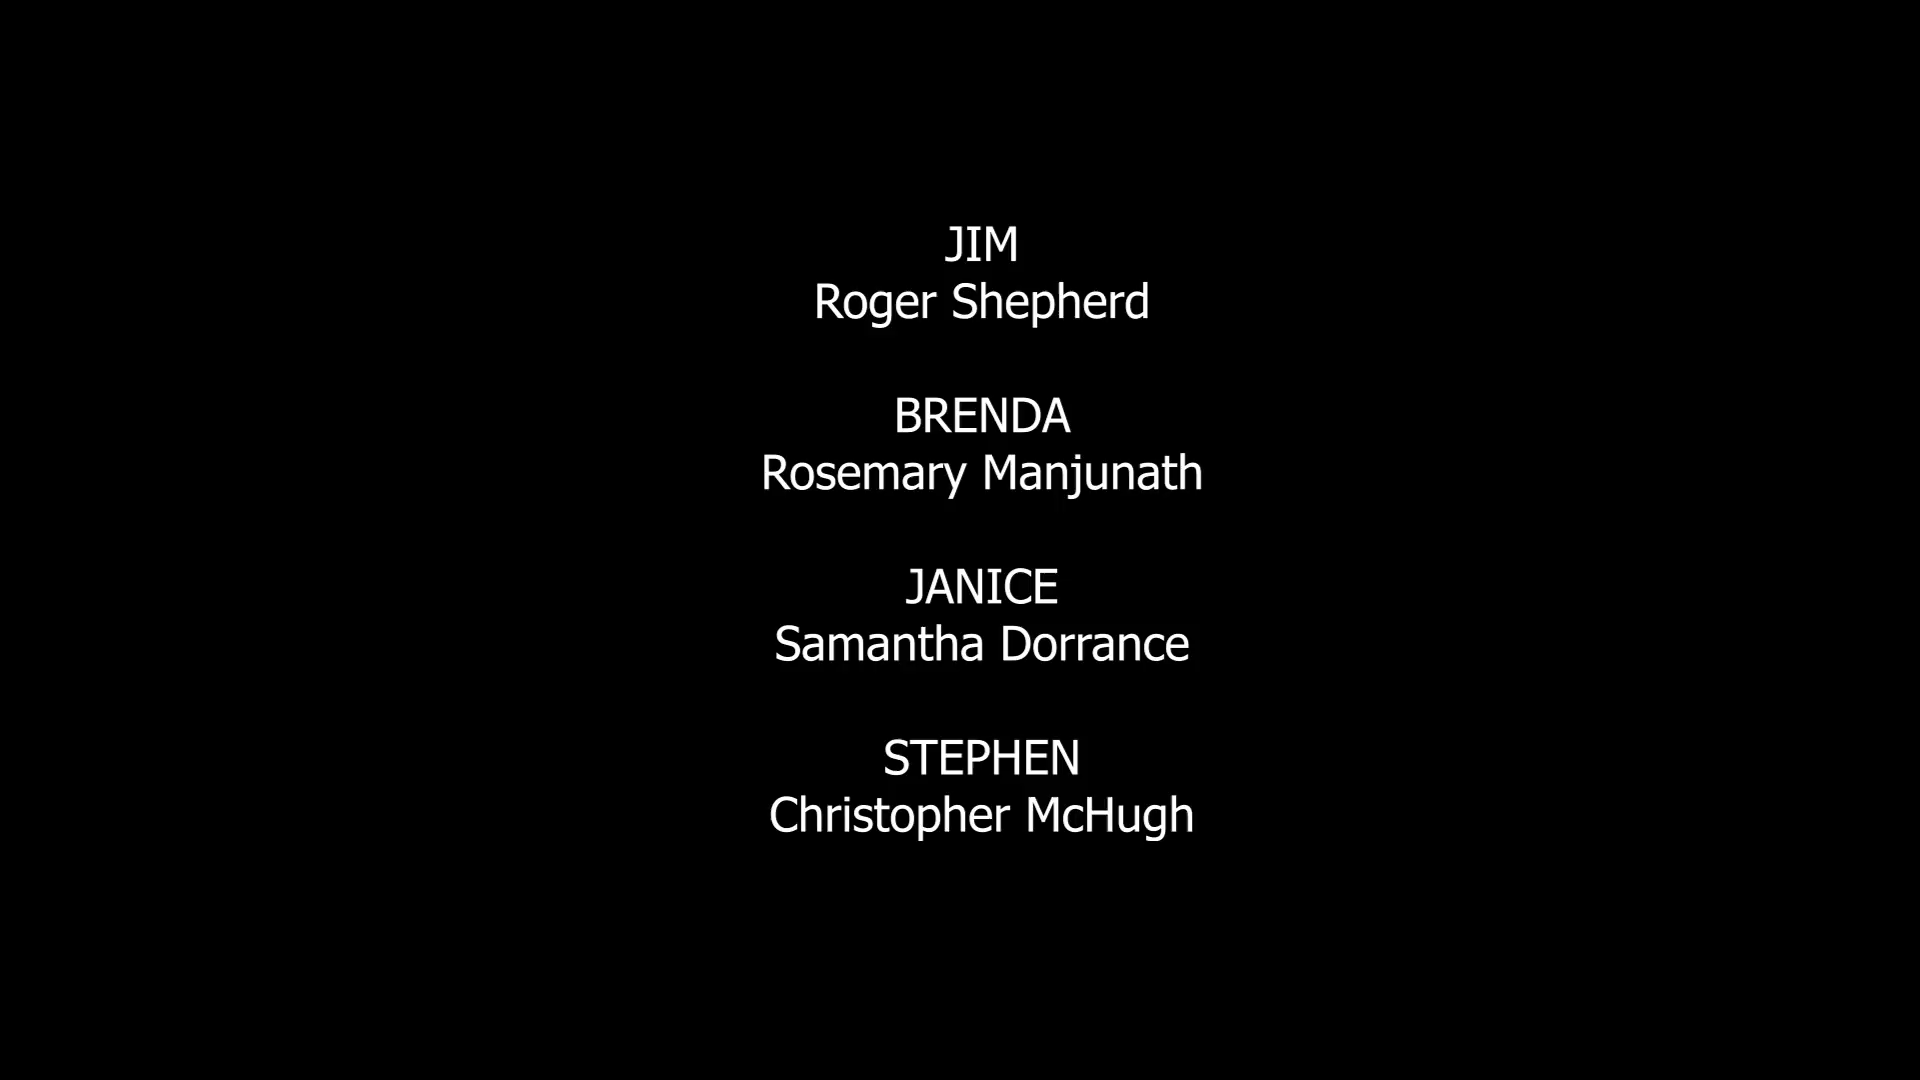 JIM
Roger Shepherd
BRENDA
Rosemary Manjunath
JANICE
Samantha Dorrance
STEPHEN
Christopher McHugh